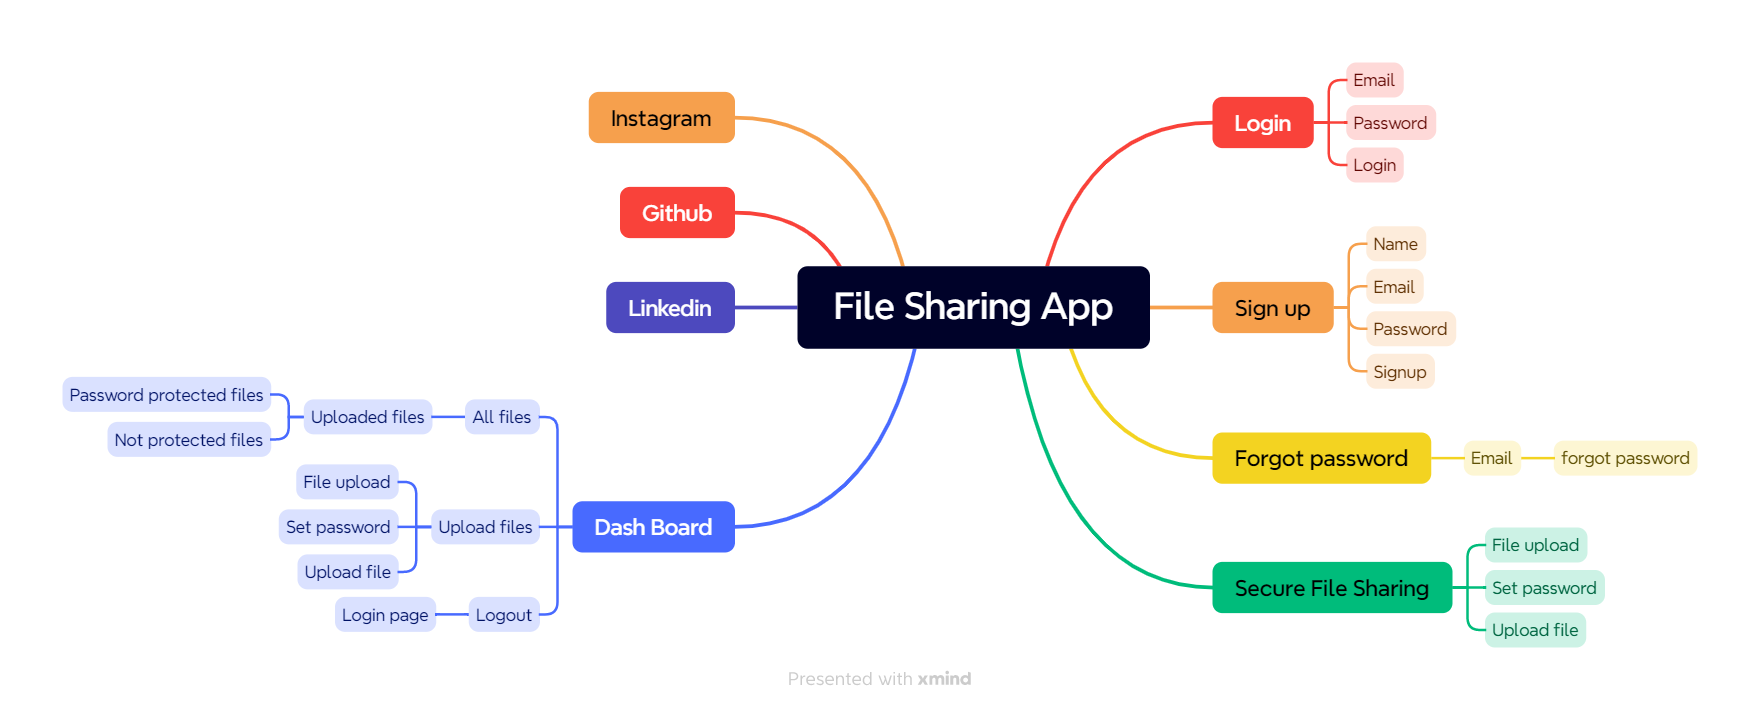 File Sharing App
Login
Email
Password
Login
Sign up
Name
Email
Password
Signup
Forgot password
Email
forgot password
Secure File Sharing
File upload
Set password
Upload file
Instagram
Github
Linkedin
Dash Board
All files
Uploaded files
Password protected files
Not protected files
Upload files
File upload
Set password
Upload file
Logout
Login page
Presented with xmind